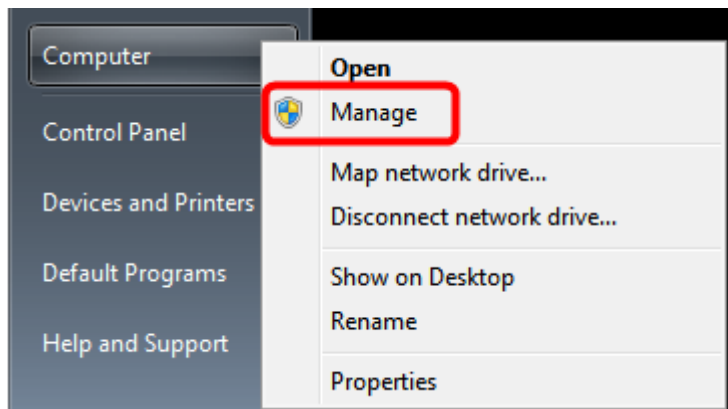 Computer
Control Panel
Devices and Printers
Default Programs
Help and Support
Open
Manage
Map network drive...
Disconnect network drive...
Show on Desktop
Rename
Properties